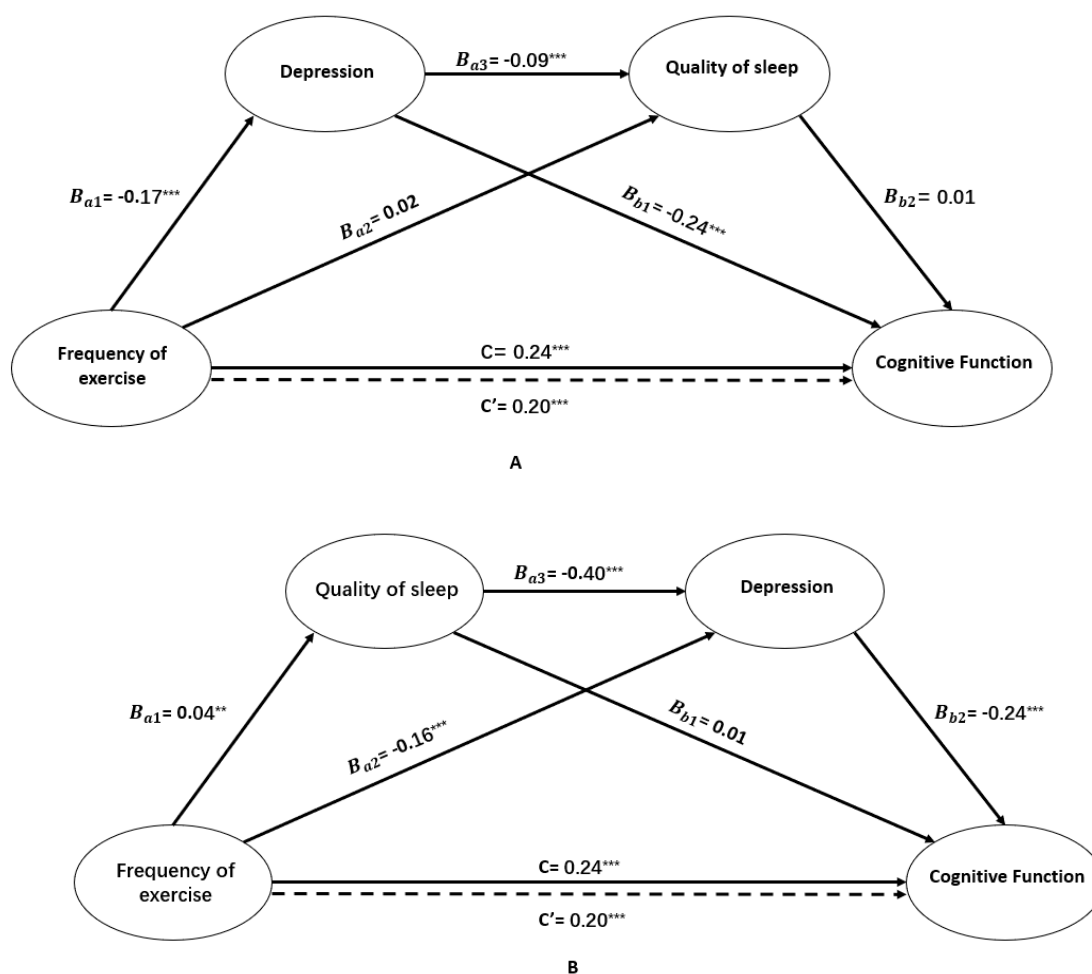 Depression
B_a3= -0.09***
Quality of sleep
B_a1= -0.17***
B_a2= 0.02
B_b1= -0.24***
B_b2= 0.01
Frequency of
exercise
C= 0.24***
Cognitive Function
C’= 0.20***
A
Quality of sleep
B_a3= -0.40***
Depression
B_a1= 0.04**
B_a2= -0.16***
B_b1= 0.01
B_b2= -0.24***
Frequency of
exercise
C= 0.24***
Cognitive Function
C’= 0.20***
B